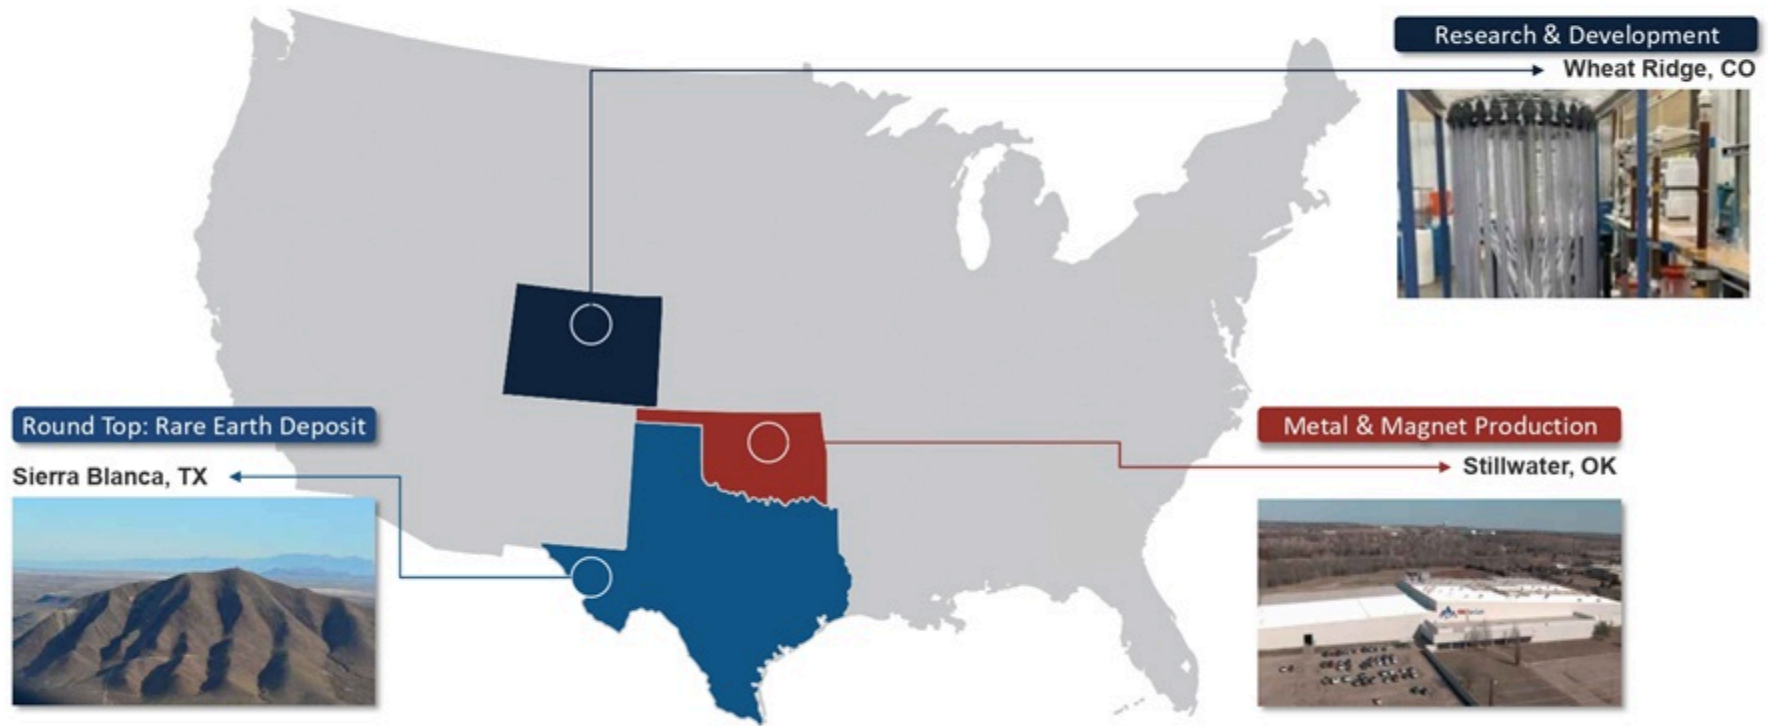 Research & Development
Wheat Ridge, CO
Round Top: Rare Earth Deposit
Sierra Blanca, TX
Metal & Magnet Production
Stillwater, OK